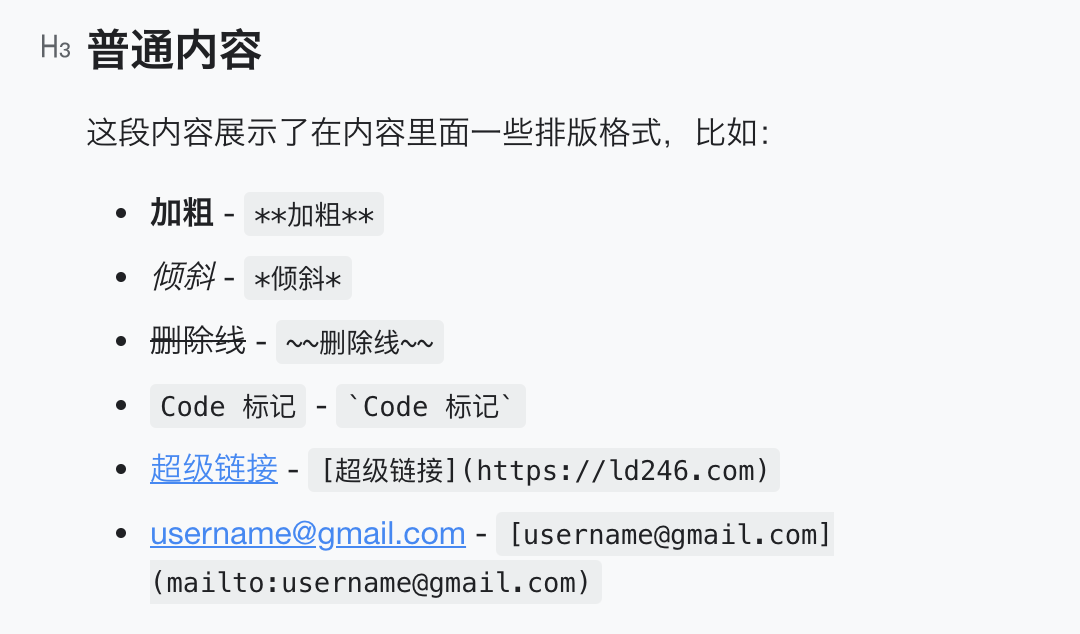 H3 普通内容
这段内容展示了在内容里面一些排版格式，比如：
• 加粗 - **加粗**
• 倾斜 - *倾斜*
• 删除线 - ~~删除线~~
• Code 标记 - `Code 标记`
• 超级链接 - [超级链接](https://ld246.com)
• username@gmail.com - [username@gmail.com]
(mailto:username@gmail.com)